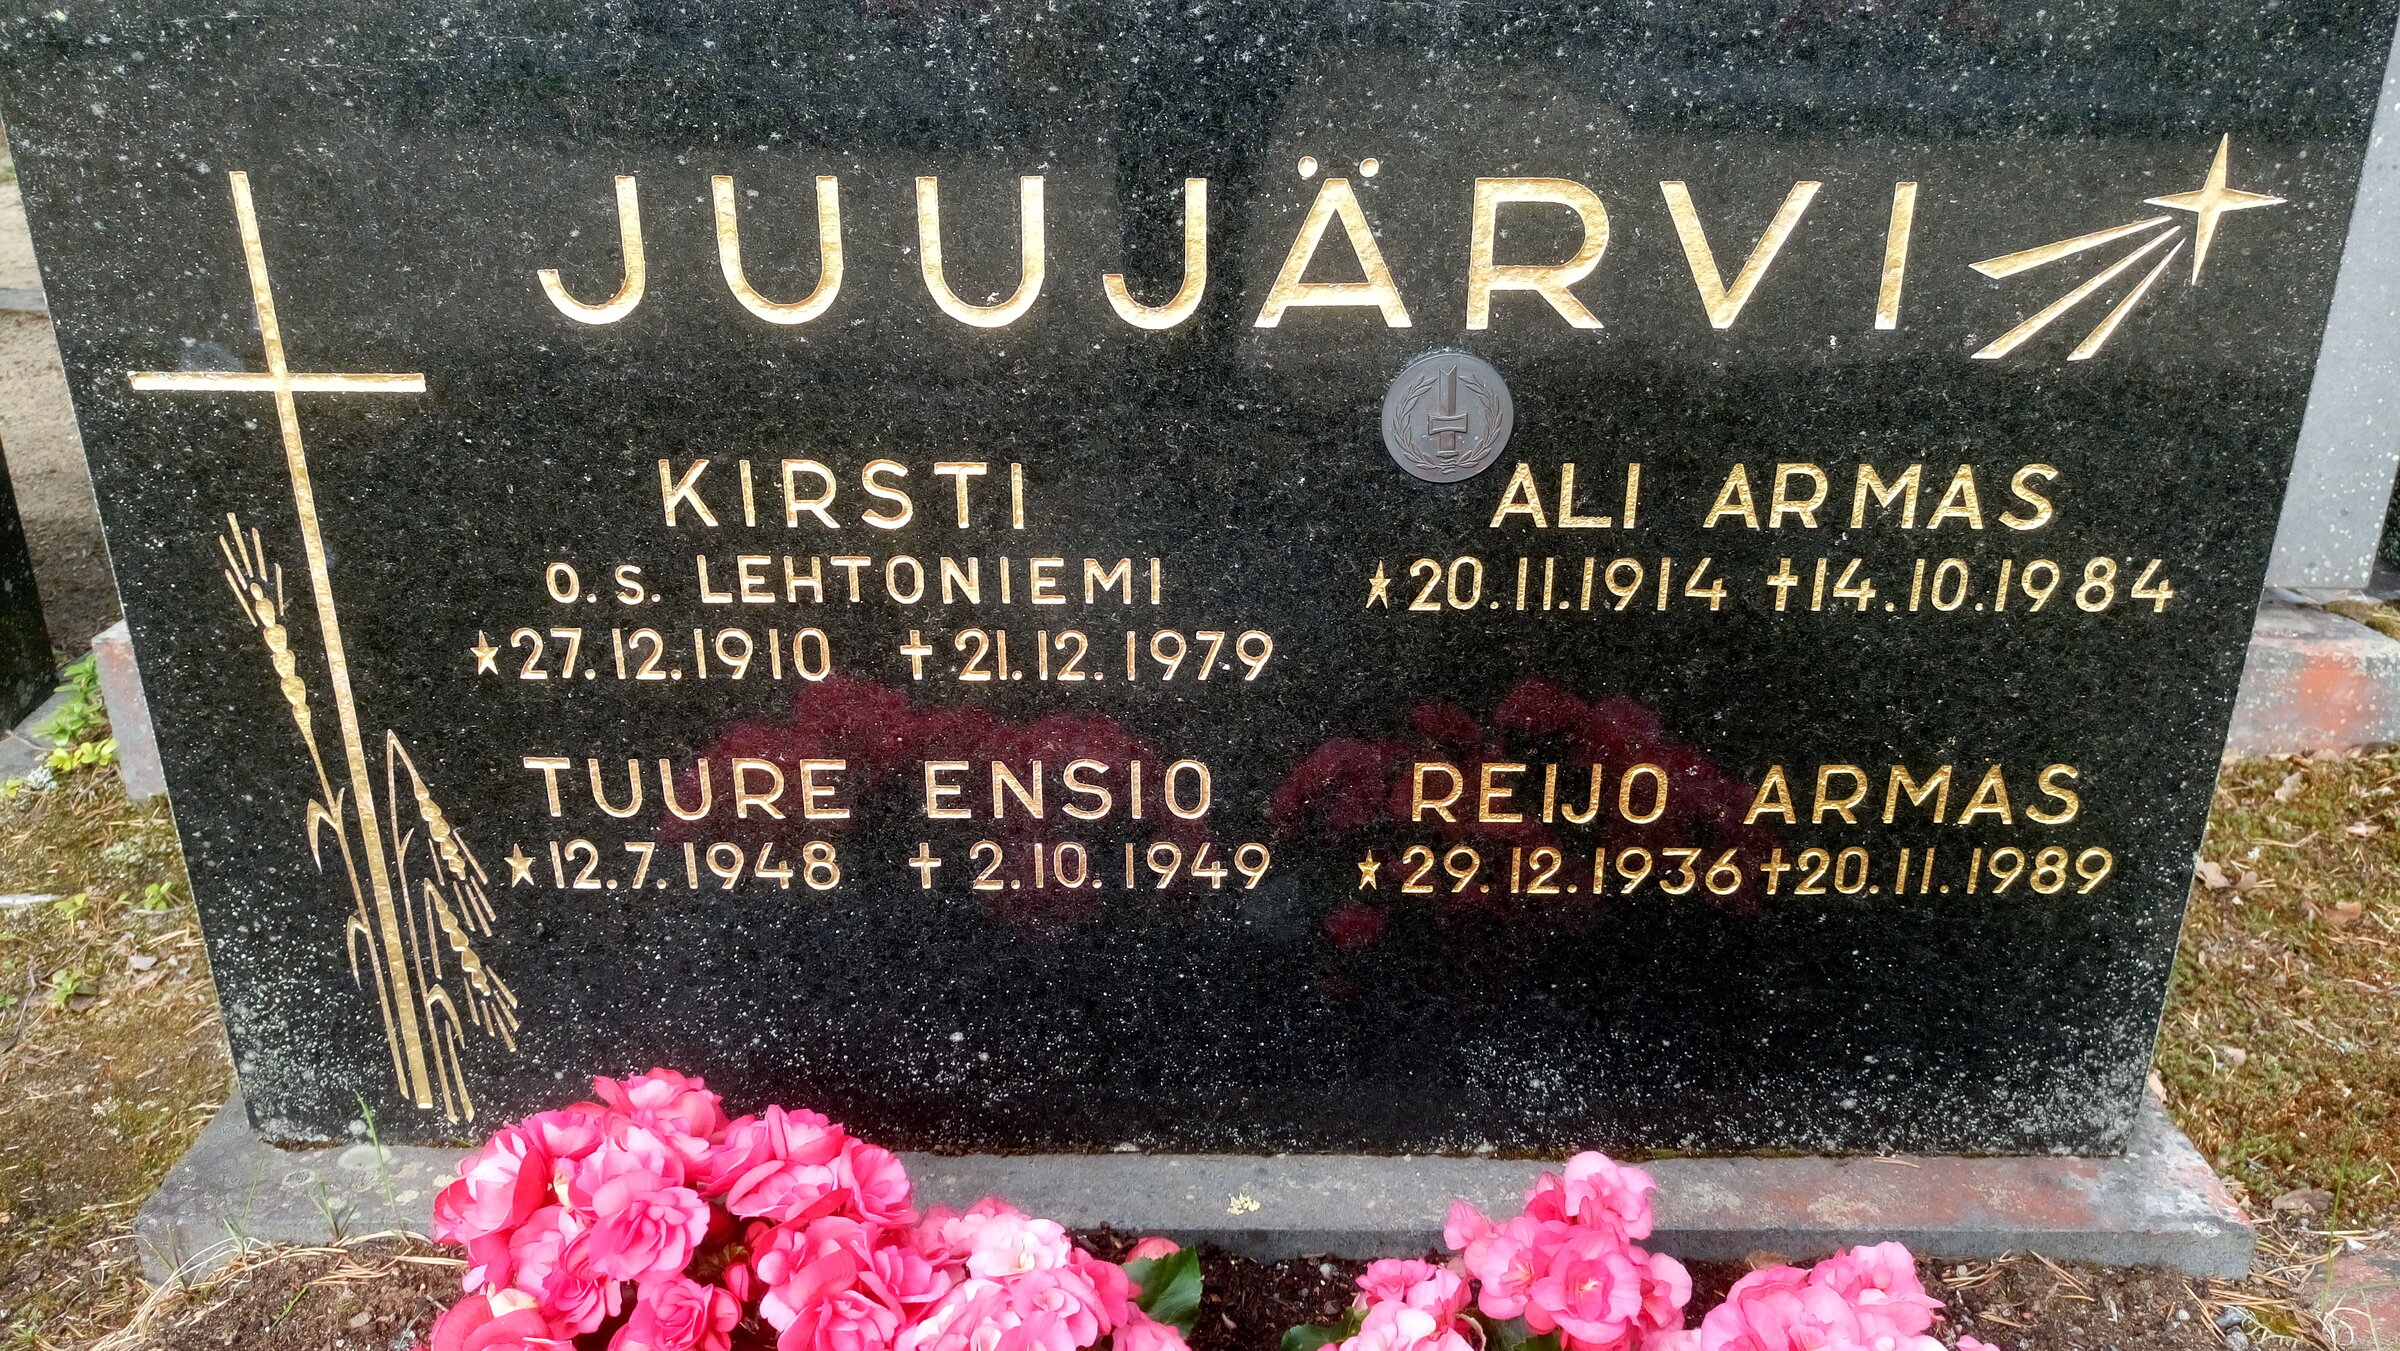 JUUJÄRVI
KIRSTI
O.S. LEHTONIEMI
★27.12.1910 ✝21.12.1979
ALI ARMAS
★20.11.1914 ✝14.10.1984
TUURE ENSIO
★12.7.1948 ✝2.10.1949
REIJO ARMAS
★29.12.1936 ✝20.11.1989